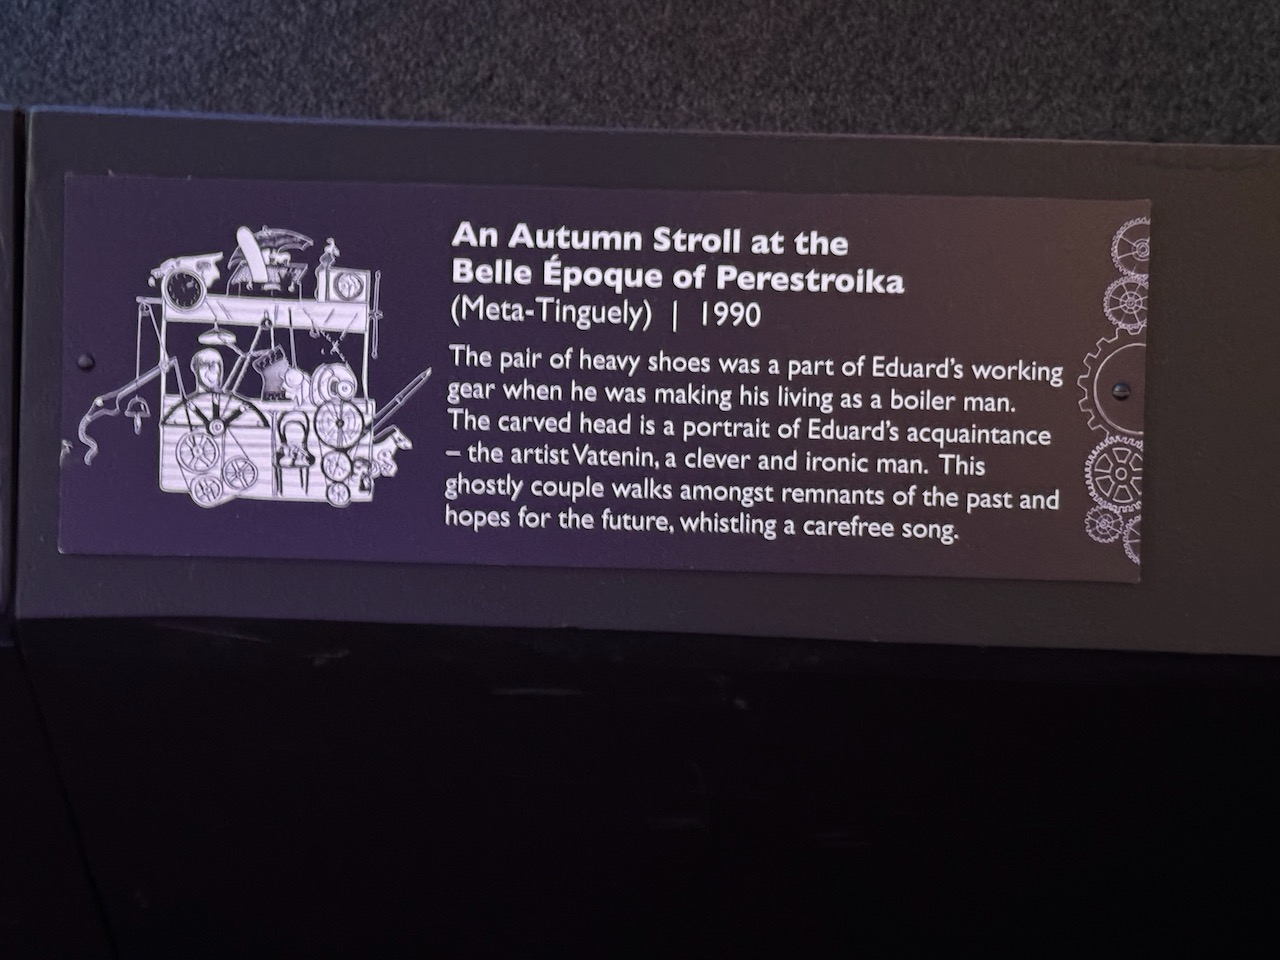 An Autumn Stroll at the
Belle Époque of Perestroika
(Meta-Tinguely) | 1990
The pair of heavy shoes was a part of Eduard's working
gear when he was making his living as a boiler man.
The carved head is a portrait of Eduard's acquaintance
– the artist Vatenin, a clever and ironic man. This
ghostly couple walks amongst remnants of the past and
hopes for the future, whistling a carefree song.